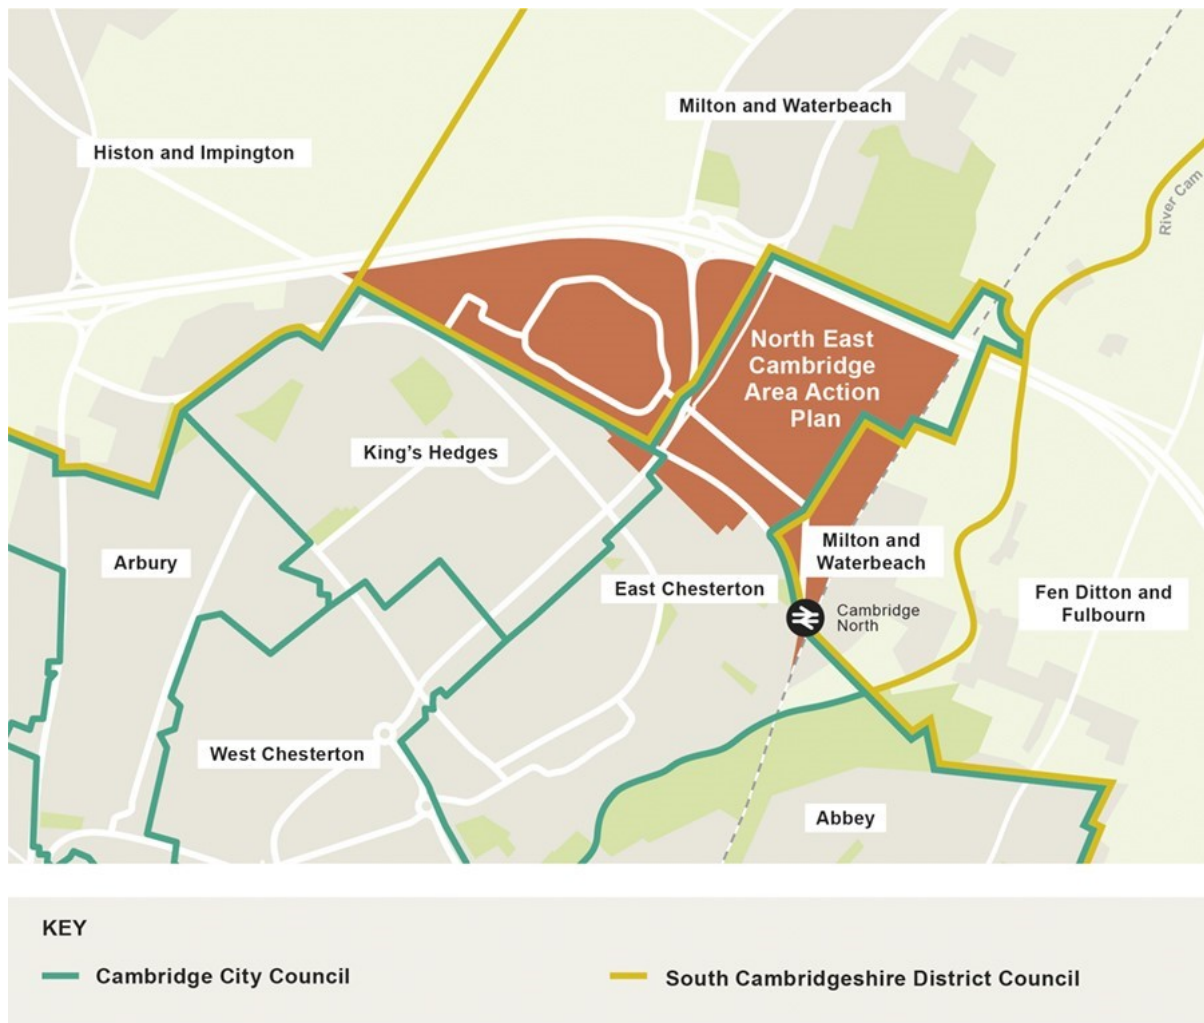 Milton and Waterbeach
Histon and Impington
River Cam
North East
Cambridge
Area Action
Plan
King's Hedges
Arbury
Milton and
Waterbeach
East Chesterton
Fen Ditton and
Fulbourn
Cambridge
North
West Chesterton
Abbey
KEY
Cambridge City Council
South Cambridgeshire District Council